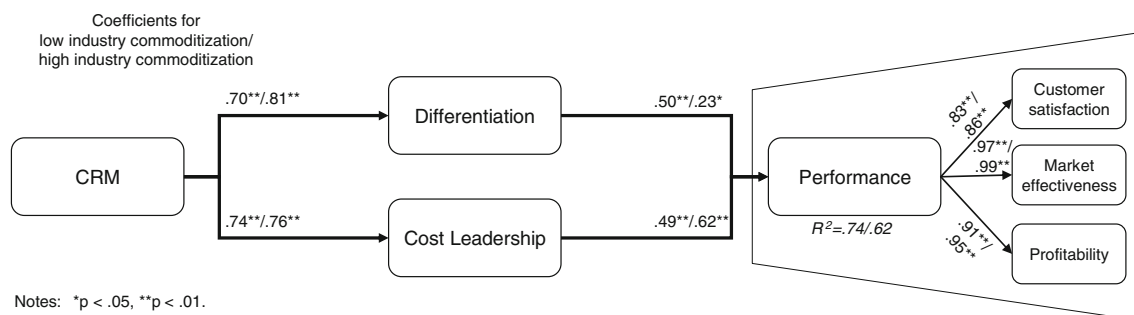 Coefficients for
low industry commoditization/
high industry commoditization
.70**/.81**
Differentiation
.50**/.23*
CRM
.74**/.76**
Cost Leadership
.49**/.62**
Performance
R²=.74/.62
.83**/
.86**
Customer
satisfaction
.97**/
.99**
Market
effectiveness
.91**/
.95**
Profitability
Notes: *p < .05, **p < .01.